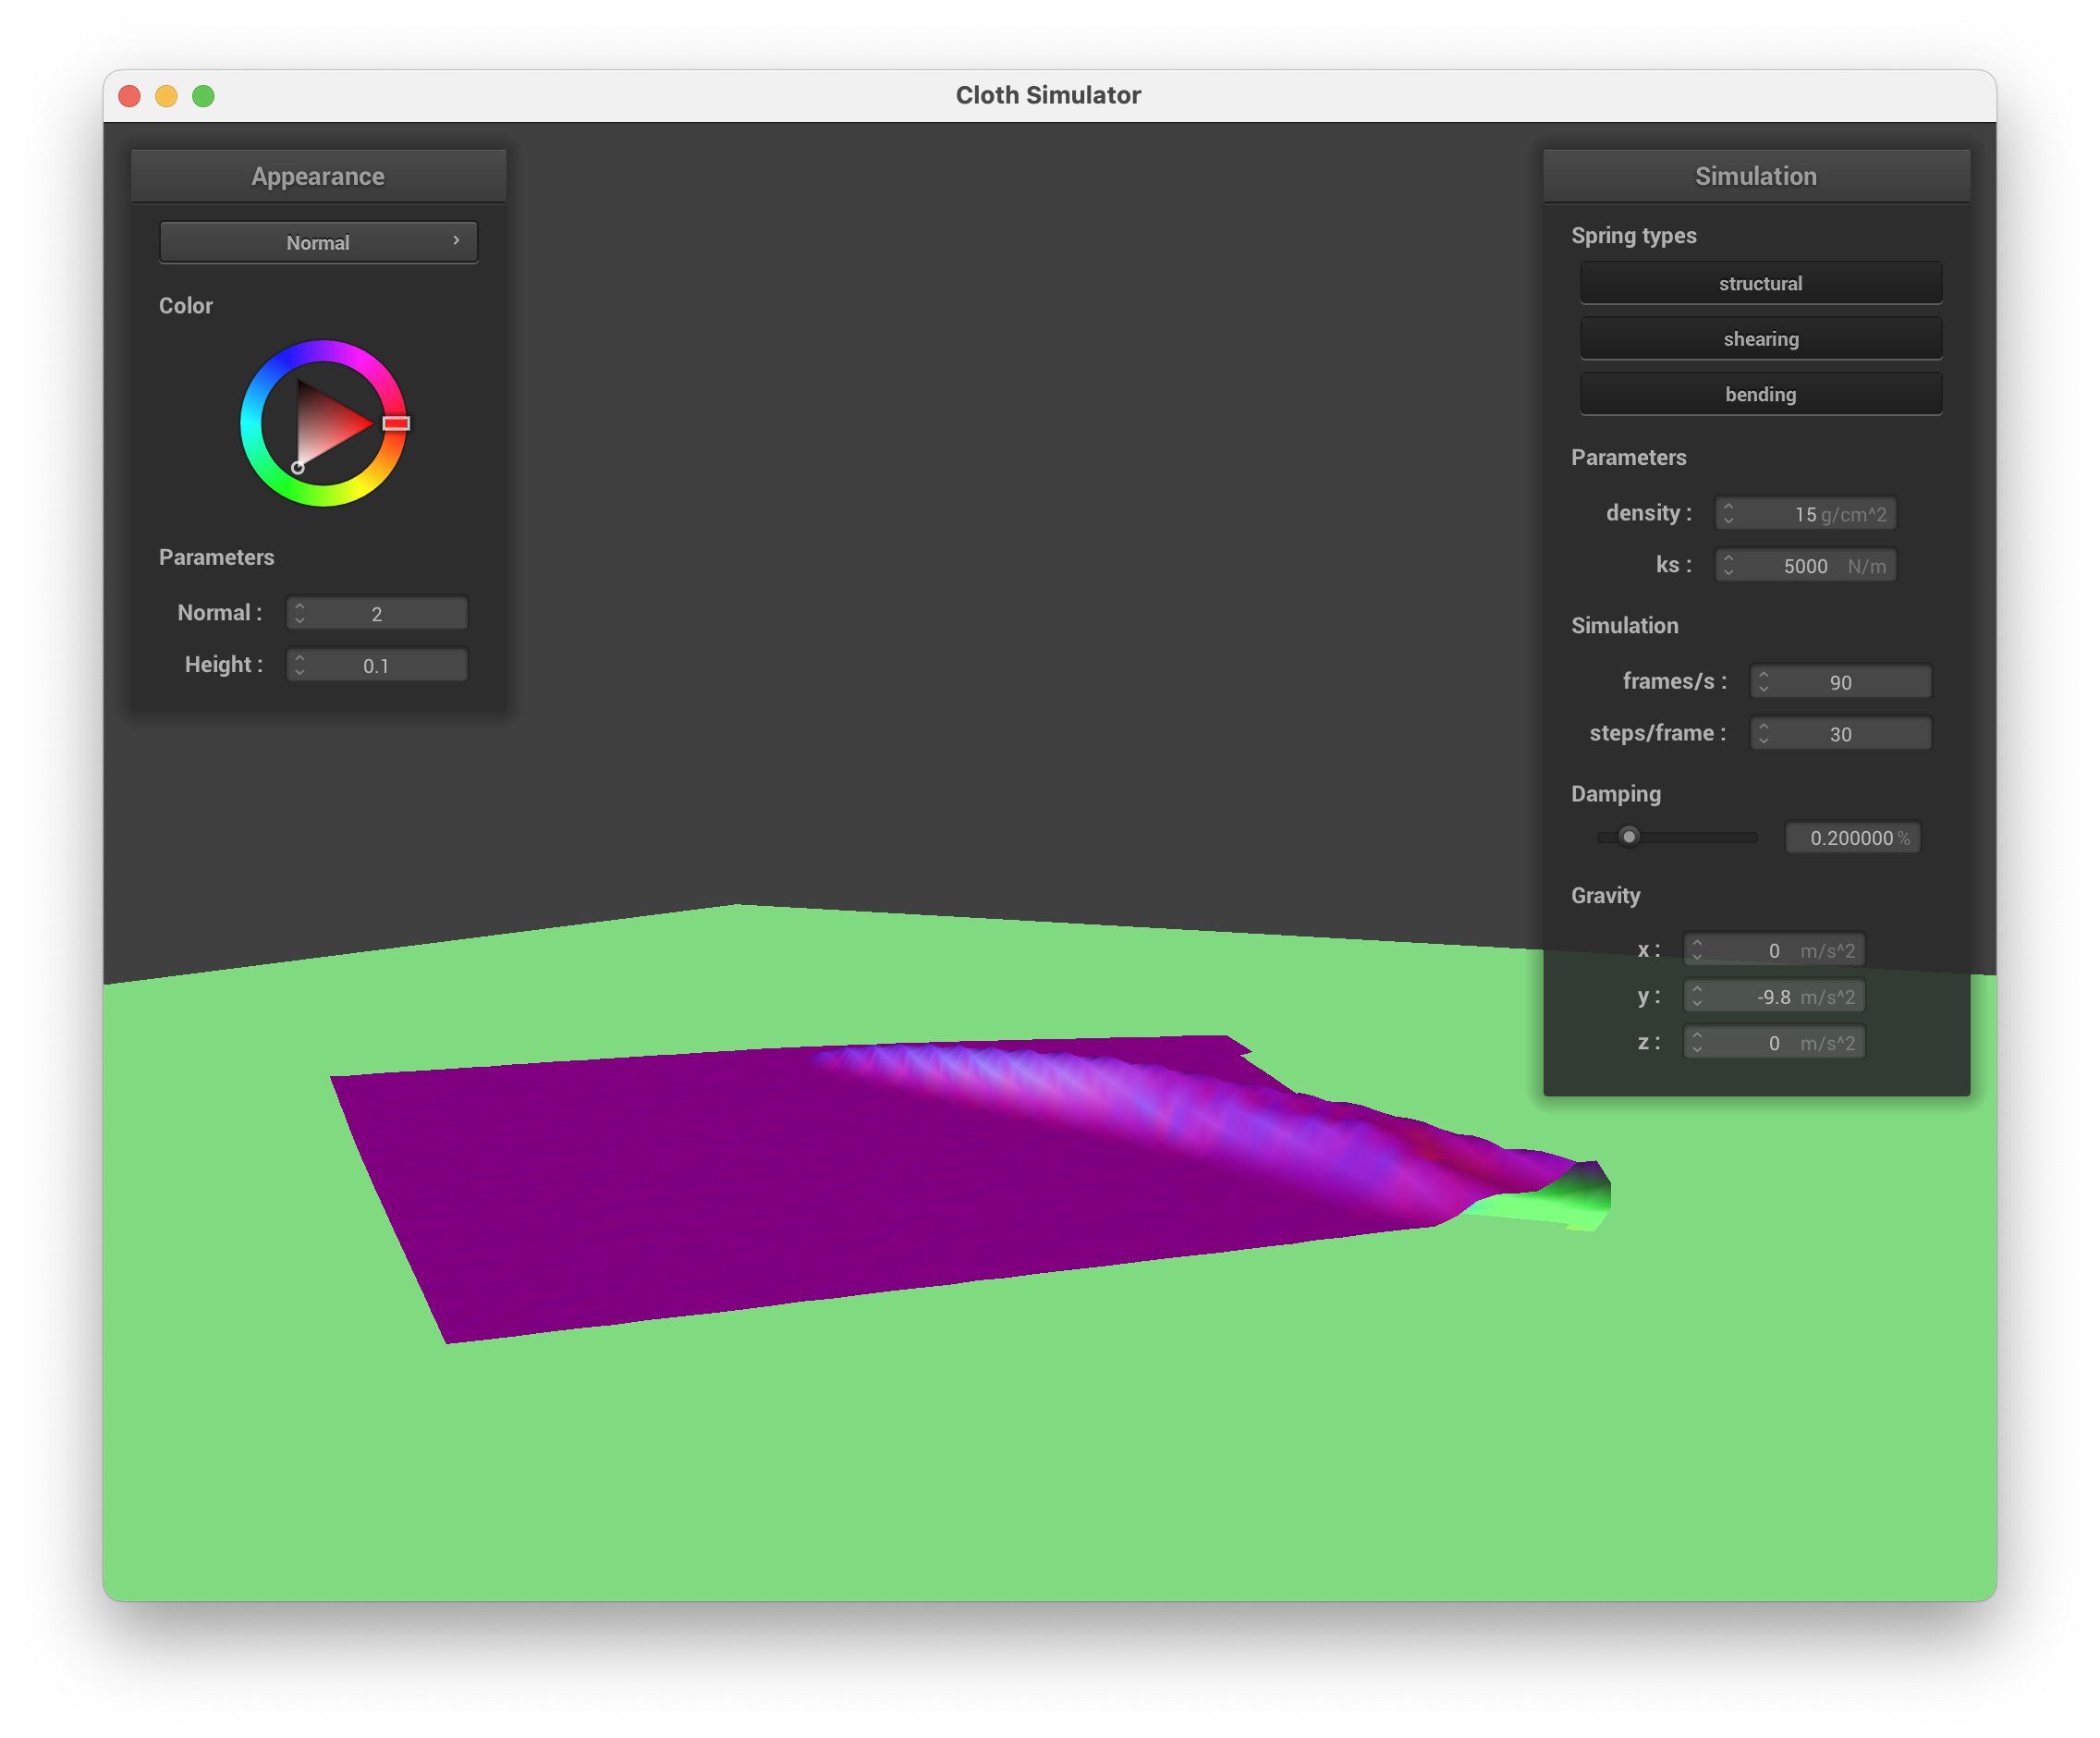 Cloth Simulator
Appearance
Normal
Color
Parameters
Normal : 2
Height : 0.1
Simulation
Spring types
structural
shearing
bending
Parameters
density : 15 g/cm^2
ks : 5000 N/m
Simulation
frames/s : 90
steps/frame : 30
Damping
0.200000 %
Gravity
x : 0 m/s^2
y : -9.8 m/s^2
z : 0 m/s^2